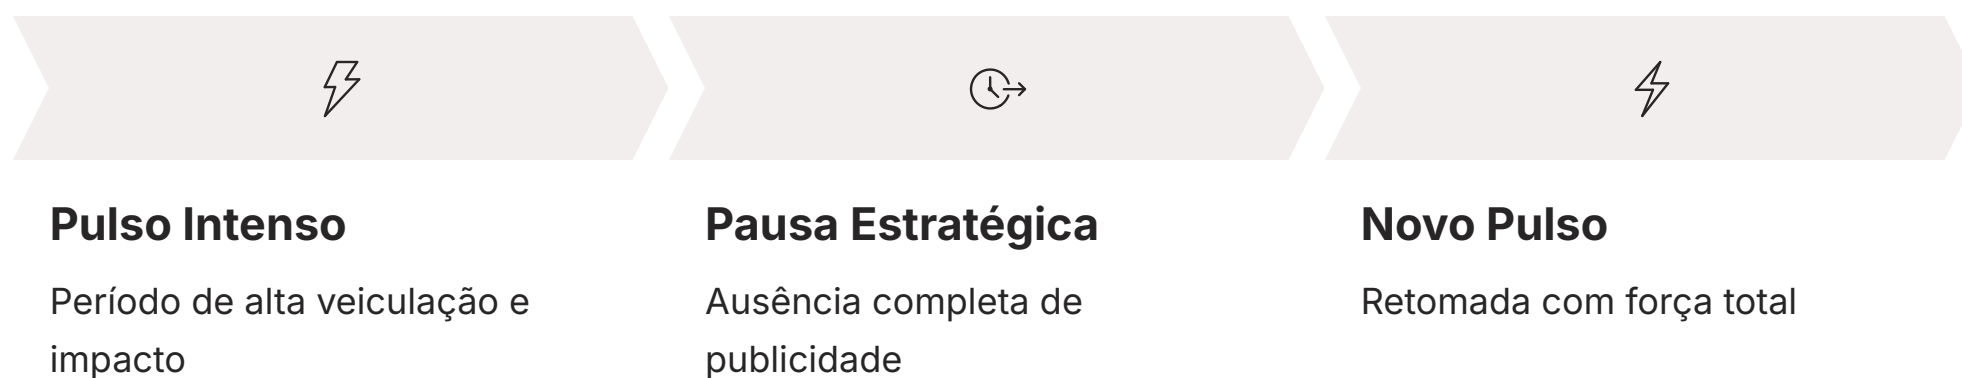 Pulso Intenso
Período de alta veiculação e
impacto
Pausa Estratégica
Ausência completa de
publicidade
Novo Pulso
Retomada com força total